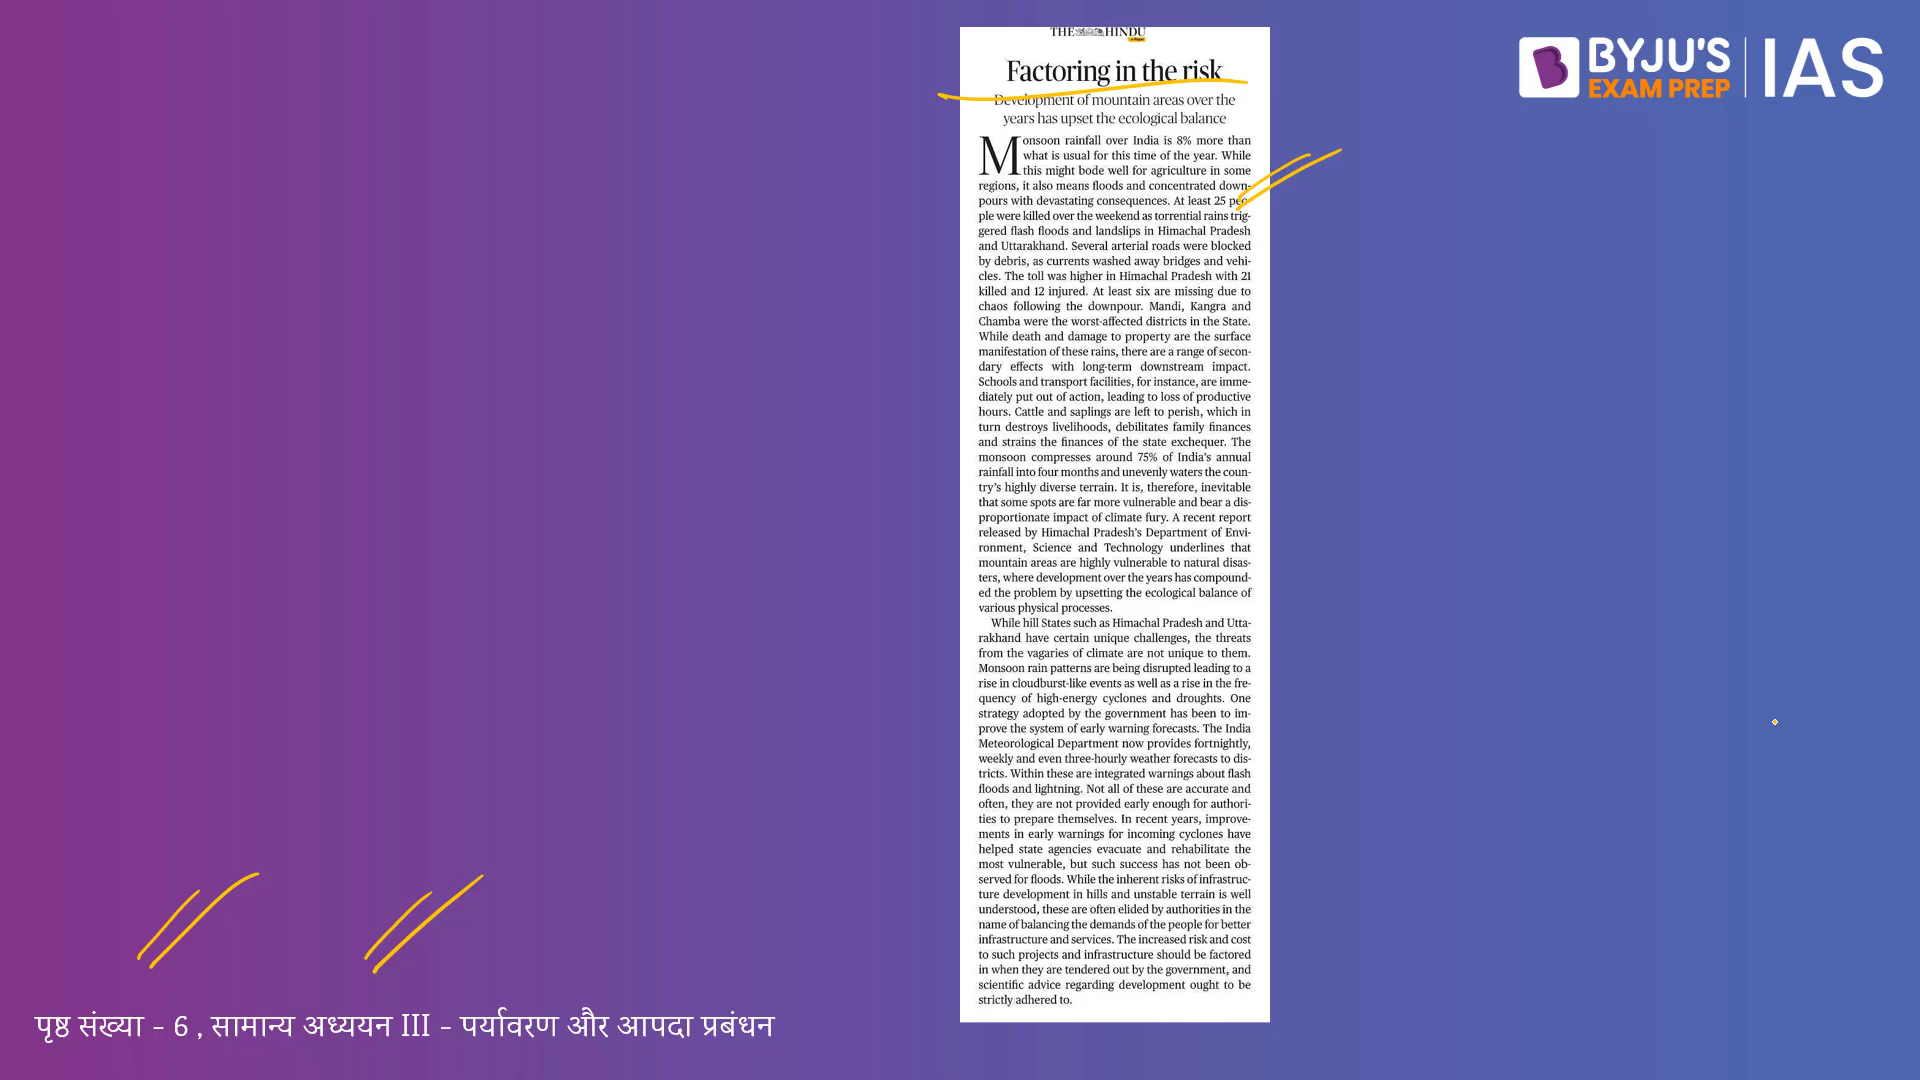 THE HINDU
e-Paper
Factoring in the risk
Development of mountain areas over the
years has upset the ecological balance
Monsoon rainfall over India is 8% more than
what is usual for this time of the year. While
this might bode well for agriculture in some
regions, it also means floods and concentrated down-
pours with devastating consequences. At least 25 peo-
ple were killed over the weekend as torrential rains trig-
gered flash floods and landslips in Himachal Pradesh
and Uttarakhand. Several arterial roads were blocked
by debris, as currents washed away bridges and vehi-
cles. The toll was higher in Himachal Pradesh with 21
killed and 12 injured. At least six are missing due to
chaos following the downpour. Mandi, Kangra and
Chamba were the worst-affected districts in the State.
While death and damage to property are the surface
manifestation of these rains, there are a range of secon-
dary effects with long-term downstream impact.
Schools and transport facilities, for instance, are imme-
diately put out of action, leading to loss of productive
hours. Cattle and saplings are left to perish, which in
turn destroys livelihoods, debilitates family finances
and strains the finances of the state exchequer. The
monsoon compresses around 75% of India's annual
rainfall into four months and unevenly waters the coun-
try's highly diverse terrain. It is, therefore, inevitable
that some spots are far more vulnerable and bear a dis-
proportionate impact of climate fury. A recent report
released by Himachal Pradesh's Department of Envi-
ronment, Science and Technology underlines that
mountain areas are highly vulnerable to natural disas-
ters, where development over the years has compound-
ed the problem by upsetting the ecological balance of
various physical processes.
While hill States such as Himachal Pradesh and Utta-
rakhand have certain unique challenges, the threats
from the vagaries of climate are not unique to them.
Monsoon rain patterns are being disrupted leading to a
rise in cloudburst-like events as well as a rise in the fre-
quency of high-energy cyclones and droughts. One
strategy adopted by the government has been to im-
prove the system of early warning forecasts. The India
Meteorological Department now provides fortnightly,
weekly and even three-hourly weather forecasts to dis-
tricts. Within these are integrated warnings about flash
floods and lightning. Not all of these are accurate and
often, they are not provided early enough for authori-
ties to prepare themselves. In recent years, improve-
ments in early warnings for incoming cyclones have
helped state agencies evacuate and rehabilitate the
most vulnerable, but such success has not been ob-
served for floods. While the inherent risks of infrastruc-
ture development in hills and unstable terrain is well
understood, these are often elided by authorities in the
name of balancing the demands of the people for better
infrastructure and services. The increased risk and cost
to such projects and infrastructure should be factored
in when they are tendered out by the government, and
scientific advice regarding development ought to be
strictly adhered to.
BYJU'S
EXAM PREP
IAS
पृष्ठ संख्या – 6 , सामान्य अध्ययन III – पर्यावरण और आपदा प्रबंधन